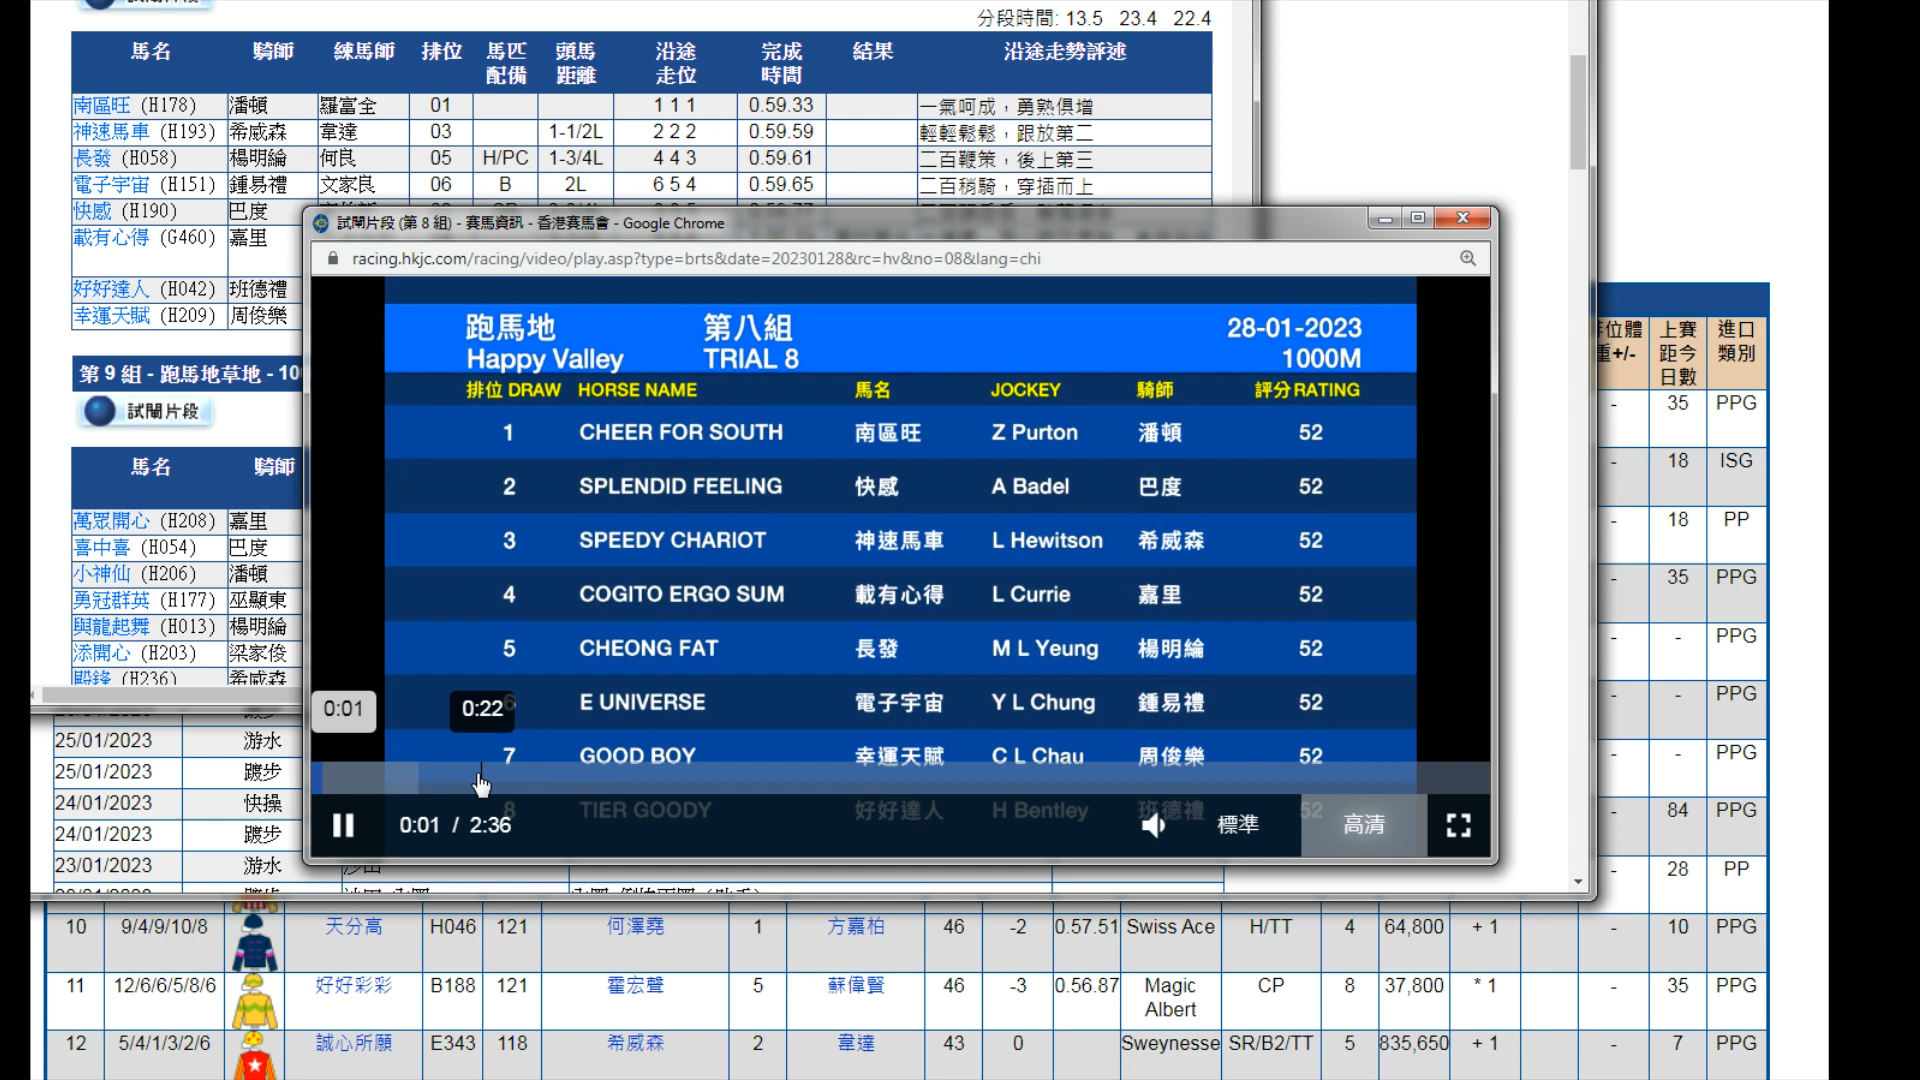 試閘片段
分段時間: 13.5 23.4 22.4
馬名 騎師 練馬師 排位 馬匹配備 頭馬距離 沿途走位 完成時間 結果 沿途走勢評述
南區旺 (H178) 潘頓 羅富全 01 1 1 1 0.59.33 一氣呵成，勇熟俱增
神速馬車 (H193) 希威森 韋達 03 1-1/2L 2 2 2 0.59.59 輕輕鬆鬆，跟放第二
長發 (H058) 楊明綸 何良 05 H/PC 1-3/4L 4 4 3 0.59.61 二百鞭策，後上第三
電子宇宙 (H151) 鍾易禮 文家良 06 B 2L 6 5 4 0.59.65 二百稍騎，穿插而上
快感 (H190) 巴度
載有心得 (G460) 嘉里
好好達人 (H042) 班德禮
幸運天賦 (H209) 周俊樂
第 9 組 - 跑馬地草地 - 10
試閘片段
馬名 騎師
萬眾開心 (H208) 嘉里
喜中喜 (H054) 巴度
小神仙 (H206) 潘頓
勇冠群英 (H177) 巫顯東
與龍起舞 (H013) 楊明綸
添開心 (H203) 梁家俊
殿鋒 (H236) 希威森
試閘片段 (第 8 組) - 賽馬資訊 - 香港賽馬會 - Google Chrome
racing.hkjc.com/racing/video/play.asp?type=brts&date=20230128&rc=hv&no=08&lang=chi
跑馬地 第八組 28-01-2023
Happy Valley TRIAL 8 1000M
排位 DRAW HORSE NAME 馬名 JOCKEY 騎師 評分 RATING
1 CHEER FOR SOUTH 南區旺 Z Purton 潘頓 52
2 SPLENDID FEELING 快感 A Badel 巴度 52
3 SPEEDY CHARIOT 神速馬車 L Hewitson 希威森 52
4 COGITO ERGO SUM 載有心得 L Currie 嘉里 52
5 CHEONG FAT 長發 M L Yeung 楊明綸 52
6 E UNIVERSE 電子宇宙 Y L Chung 鍾易禮 52
7 GOOD BOY 幸運天賦 C L Chau 周俊樂 52
8 TIER GOODY 好好達人 H Bentley 班德禮 52
0:01
0:22
0:01 / 2:36 標準 高清
25/01/2023 游水
25/01/2023 踱步
24/01/2023 快操
24/01/2023 踱步
23/01/2023 游水
位體重+/- 上賽距今日數 進口類別
- 35 PPG
- 18 ISG
- 18 PP
- 35 PPG
- - PPG
- - PPG
- - PPG
- 84 PPG
- 28 PP
10 9/4/9/10/8 天分高 H046 121 何澤堯 1 方嘉柏 46 -2 0.57.51 Swiss Ace H/TT 4 64,800 + 1 - 10 PPG
11 12/6/6/5/8/6 好好彩彩 B188 121 霍宏聲 5 蘇偉賢 46 -3 0.56.87 Magic Albert CP 8 37,800 * 1 - 35 PPG
12 5/4/1/3/2/6 誠心所願 E343 118 希威森 2 韋達 43 0 Sweynesse SR/B2/TT 5 835,650 + 1 - 7 PPG